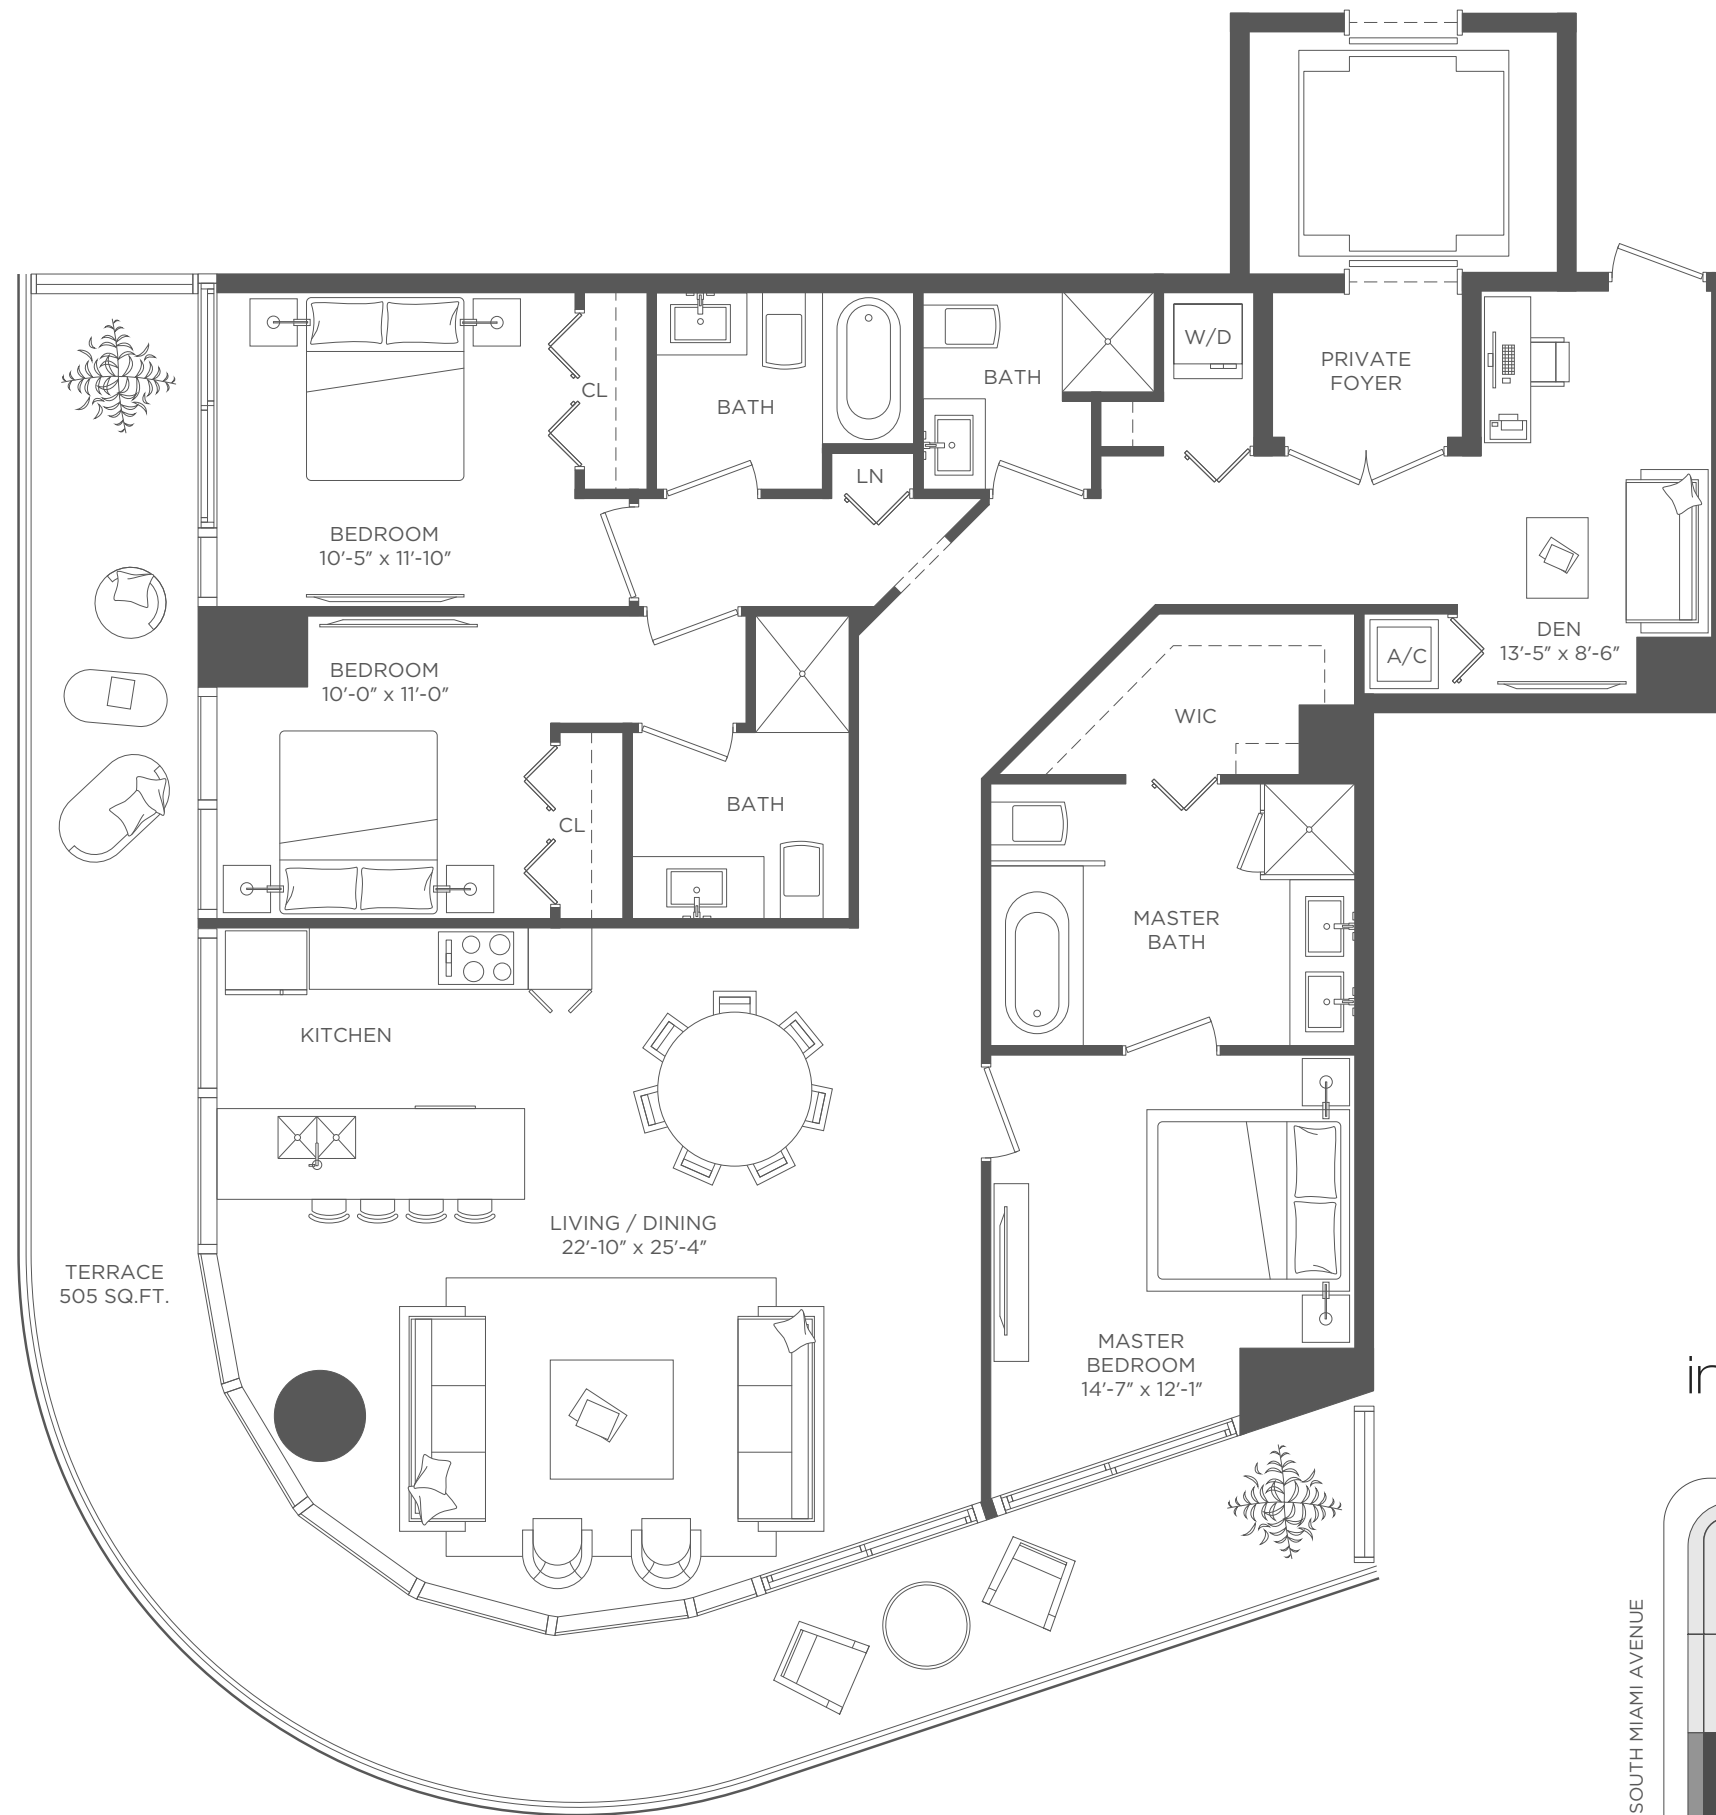 W/D
PRIVATE
FOYER
BATH
CL
BATH
LN
BEDROOM
10'-5" x 11'-10"
DEN
13'-5" x 8'-6"
A/C
BEDROOM
10'-0" x 11'-0"
WIC
BATH
CL
MASTER
BATH
KITCHEN
LIVING / DINING
22'-10" x 25'-4"
TERRACE
505 SQ.FT.
MASTER
BEDROOM
14'-7" x 12'-1"
SOUTH MIAMI AVENUE